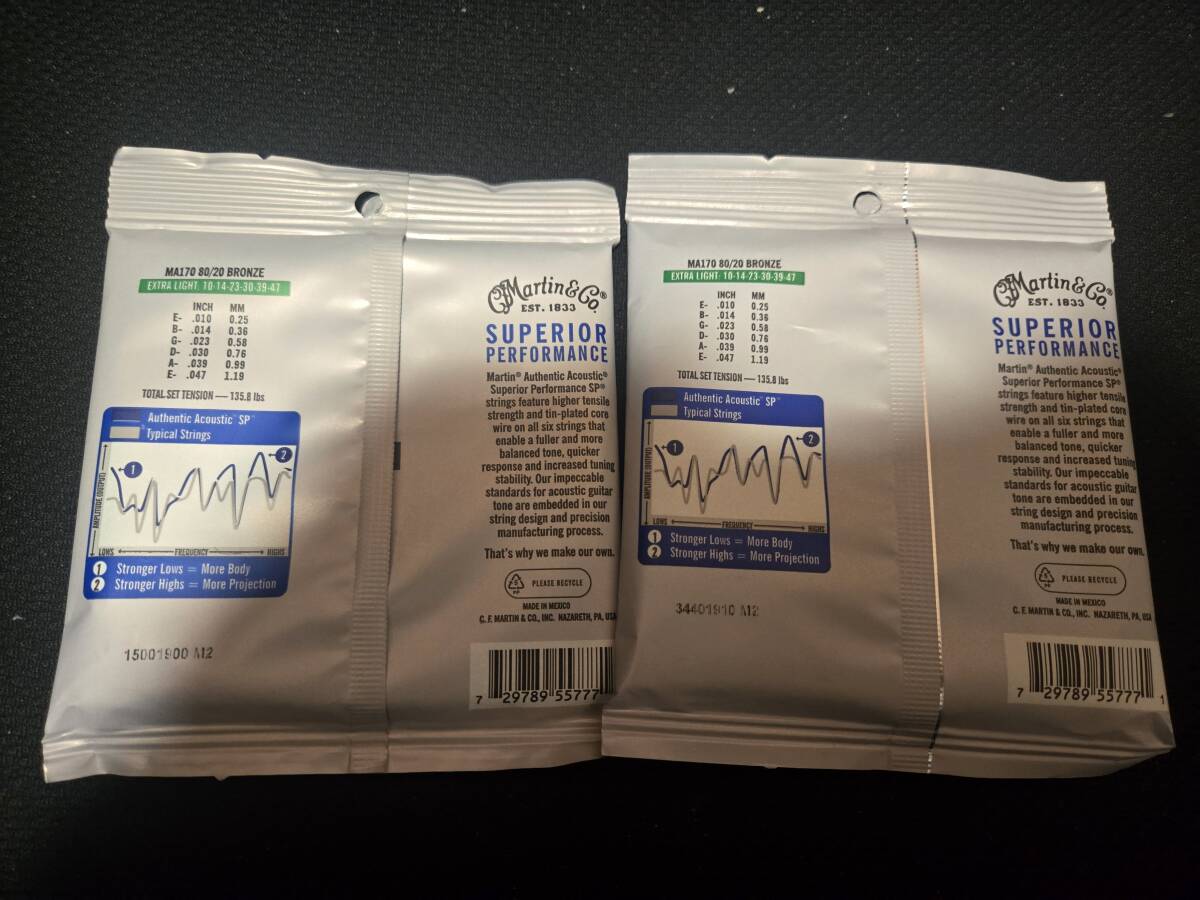 MA170 80/20 BRONZE
EXTRA LIGHT: 10-14-23-30-39-47
INCH MM
E- .010 0.25
B- .014 0.36
G- .023 0.58
D- .030 0.76
A- .039 0.99
E- .047 1.19
TOTAL SET TENSION — 135.8 lbs
Authentic Acoustic™ SP™
Typical Strings
1
2
AMPLITUDE (OUTPUT)
LOWS FREQUENCY HIGHS
1 Stronger Lows = More Body
2 Stronger Highs = More Projection
15001900 M2
Martin & Co.®
EST. 1833
SUPERIOR
PERFORMANCE
Martin® Authentic Acoustic®
Superior Performance SP®
strings feature higher tensile
strength and tin-plated core
wire on all six strings that
enable a fuller and more
balanced tone, quicker
response and increased tuning
stability. Our impeccable
standards for acoustic guitar
tone are embedded in our
string design and precision
manufacturing process.
That's why we make our own.
PP
PLEASE RECYCLE
MADE IN MEXICO
C. F. MARTIN & CO., INC. NAZARETH, PA, USA
7 29789 55777
MA170 80/20 BRONZE
EXTRA LIGHT: 10-14-23-30-39-47
INCH MM
E- .010 0.25
B- .014 0.36
G- .023 0.58
D- .030 0.76
A- .039 0.99
E- .047 1.19
TOTAL SET TENSION — 135.8 lbs
Authentic Acoustic™ SP™
Typical Strings
1
2
AMPLITUDE (OUTPUT)
LOWS FREQUENCY HIGHS
1 Stronger Lows = More Body
2 Stronger Highs = More Projection
34401910 M2
Martin & Co.®
EST. 1833
SUPERIOR
PERFORMANCE
Martin® Authentic Acoustic®
Superior Performance SP®
strings feature higher tensile
strength and tin-plated core
wire on all six strings that
enable a fuller and more
balanced tone, quicker
response and increased tuning
stability. Our impeccable
standards for acoustic guitar
tone are embedded in our
string design and precision
manufacturing process.
That's why we make our own.
PP
PLEASE RECYCLE
MADE IN MEXICO
C. F. MARTIN & CO., INC. NAZARETH, PA, USA
7 29789 55777 1